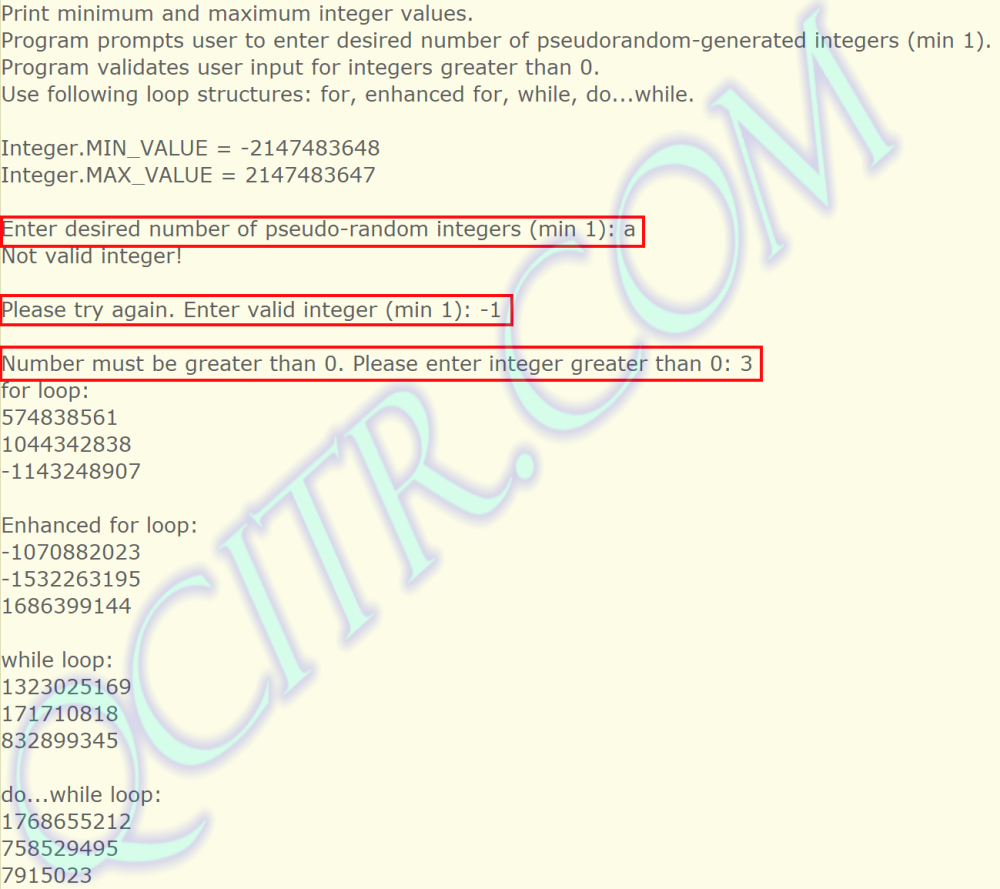 Print minimum and maximum integer values.
Program prompts user to enter desired number of pseudorandom-generated integers (min 1).
Program validates user input for integers greater than 0.
Use following loop structures: for, enhanced for, while, do...while.
Integer.MIN_VALUE = -2147483648
Integer.MAX_VALUE = 2147483647
Enter desired number of pseudo-random integers (min 1): a
Not valid integer!
Please try again. Enter valid integer (min 1): -1
Number must be greater than 0. Please enter integer greater than 0: 3
for loop:
574838561
1044342838
-1143248907
Enhanced for loop:
-1070882023
-1532263195
1686399144
while loop:
1323025169
171710818
832899345
do...while loop:
1768655212
758529495
7915023
QCITR.COM